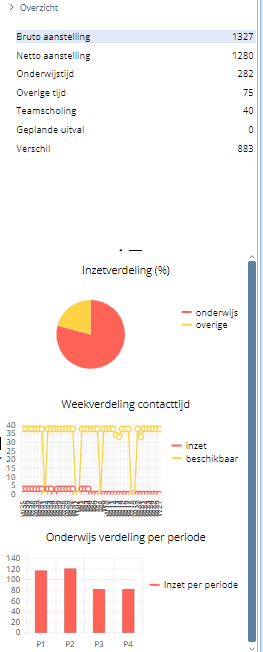 Overzicht
Bruto aanstelling 1327
Netto aanstelling 1280
Onderwijstijd 282
Overige tijd 75
Teamscholing 40
Geplande uitval 0
Verschil 883
Inzetverdeling (%)
onderwijs
overige
Weekverdeling contacttijd
40
35
30
25
20
15
10
5
0
inzet
beschikbaar
Onderwijs verdeling per periode
140
120
100
80
60
40
20
0
P1 P2 P3 P4
Inzet per periode